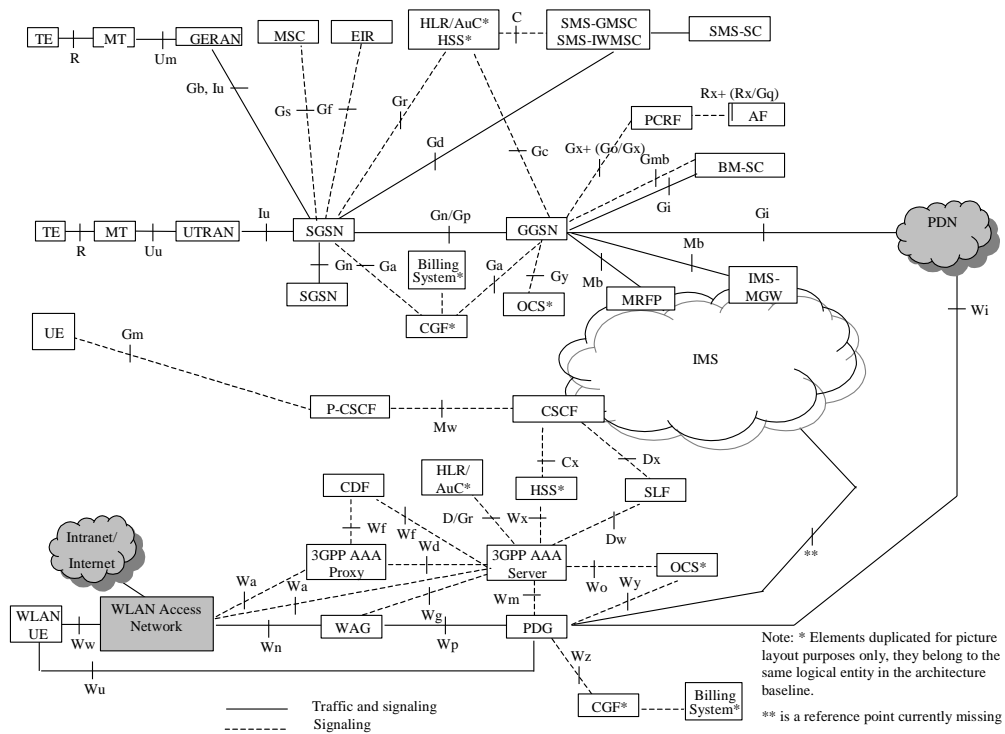 HLR/AuC*
HSS*
C
SMS-GMSC
SMS-IWMSC
SMS-SC
TE
R
MT
Um
GERAN
MSC
EIR
Gb, Iu
Gs
Gf
Gr
Gd
Gc
Rx+ (Rx/Gq)
PCRF
AF
Gx+ (Go/Gx)
Gmb
BM-SC
Gi
TE
R
MT
Uu
UTRAN
Iu
SGSN
Gn/Gp
GGSN
Gi
PDN
Gn
Ga
Billing
System*
Ga
Gy
Mb
Mb
SGSN
CGF*
OCS*
MRFP
IMS-
MGW
Wi
UE
Gm
IMS
P-CSCF
Mw
CSCF
Cx
Dx
CDF
HLR/
AuC*
HSS*
SLF
Wf
Wf
D/Gr
Wx
Dw
**
Intranet/
Internet
Wd
3GPP AAA
Proxy
3GPP AAA
Server
Wo
Wy
OCS*
Wa
Wa
Wg
Wm
WLAN
UE
Ww
WLAN Access
Network
Wn
WAG
Wp
PDG
Wu
Wz
CGF*
Billing
System*
Note: * Elements duplicated for picture
layout purposes only, they belong to the
same logical entity in the architecture
baseline.
** is a reference point currently missing
Traffic and signaling
Signaling